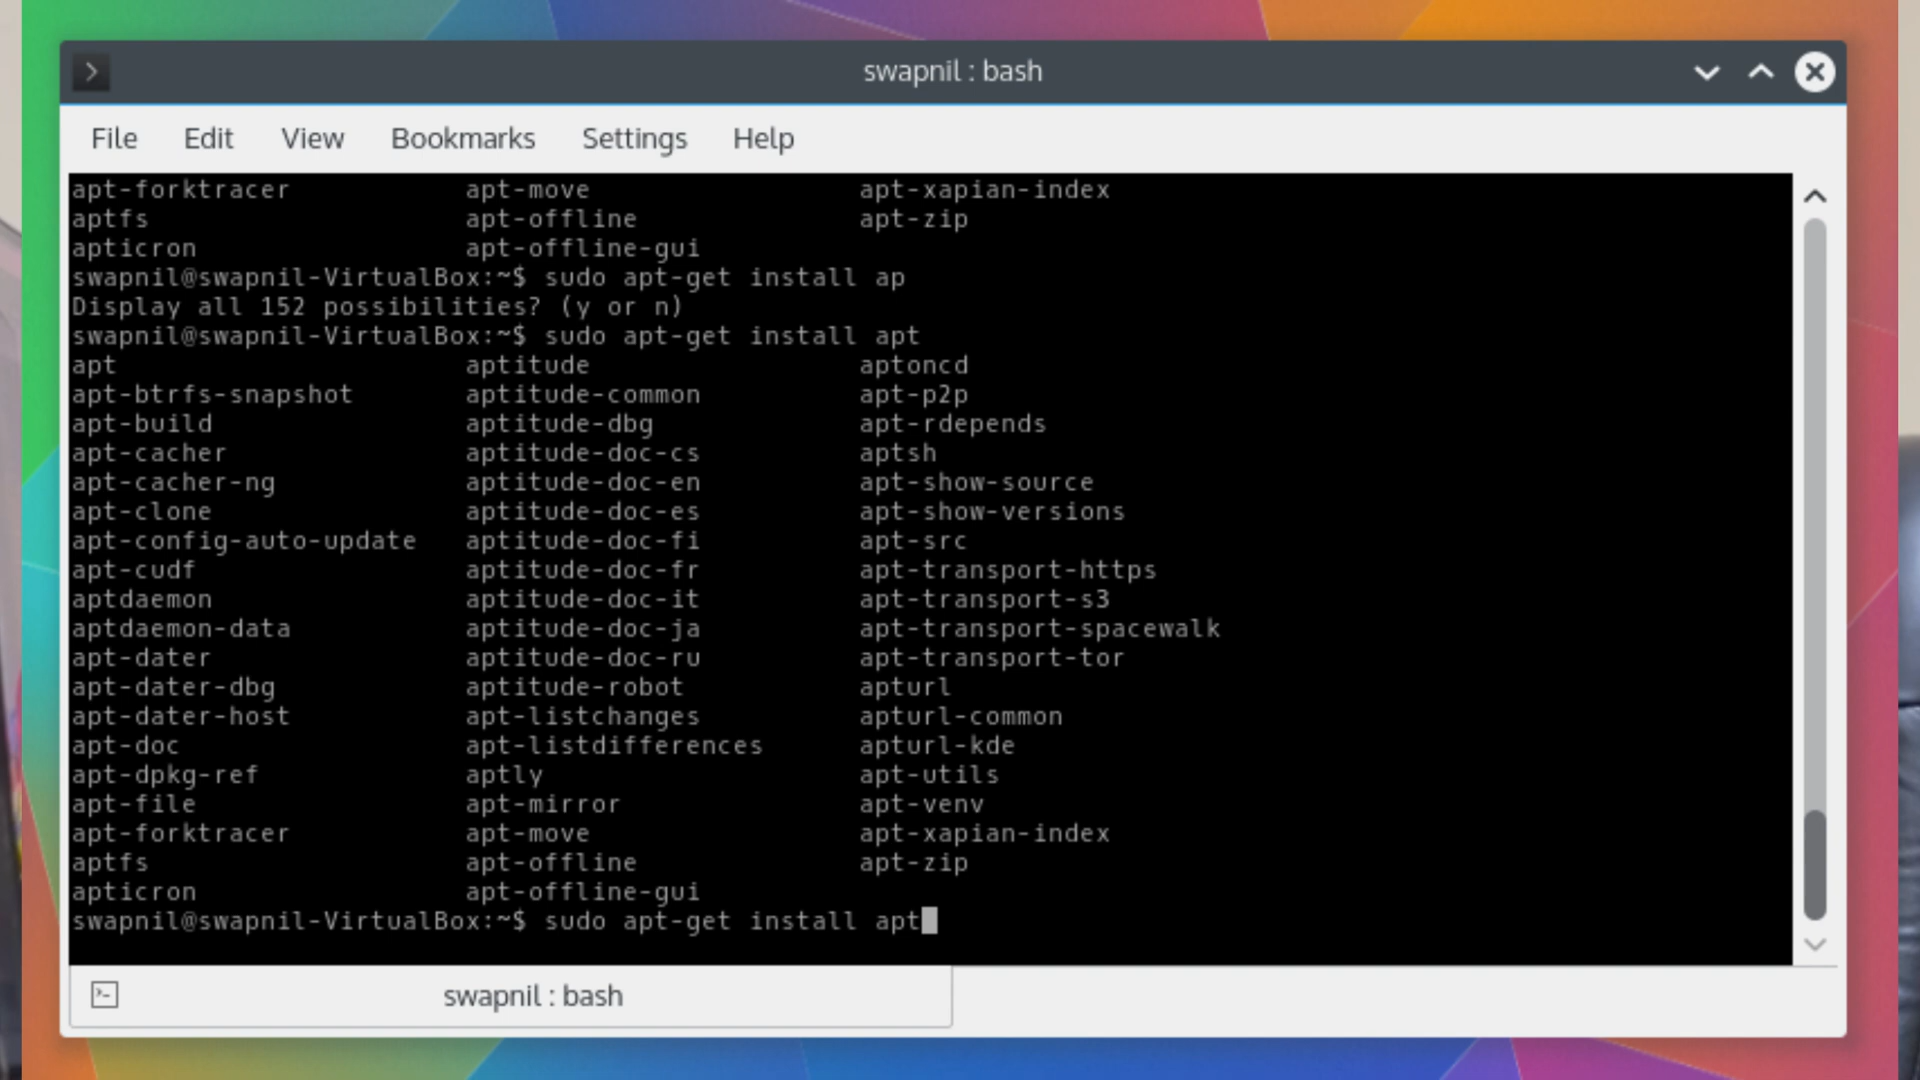 swapnil : bash
File Edit View Bookmarks Settings Help
apt-forktracer apt-move apt-xapian-index
aptfs apt-offline apt-zip
apticron apt-offline-gui
swapnil@swapnil-VirtualBox:~$ sudo apt-get install ap
Display all 152 possibilities? (y or n)
swapnil@swapnil-VirtualBox:~$ sudo apt-get install apt
apt aptitude aptoncd
apt-btrfs-snapshot aptitude-common apt-p2p
apt-build aptitude-dbg apt-rdepends
apt-cacher aptitude-doc-cs aptsh
apt-cacher-ng aptitude-doc-en apt-show-source
apt-clone aptitude-doc-es apt-show-versions
apt-config-auto-update aptitude-doc-fi apt-src
apt-cudf aptitude-doc-fr apt-transport-https
aptdaemon aptitude-doc-it apt-transport-s3
aptdaemon-data aptitude-doc-ja apt-transport-spacewalk
apt-dater aptitude-doc-ru apt-transport-tor
apt-dater-dbg aptitude-robot apturl
apt-dater-host apt-listchanges apturl-common
apt-doc apt-listdifferences apturl-kde
apt-dpkg-ref aptly apt-utils
apt-file apt-mirror apt-venv
apt-forktracer apt-move apt-xapian-index
aptfs apt-offline apt-zip
apticron apt-offline-gui
swapnil@swapnil-VirtualBox:~$ sudo apt-get install apt
swapnil : bash